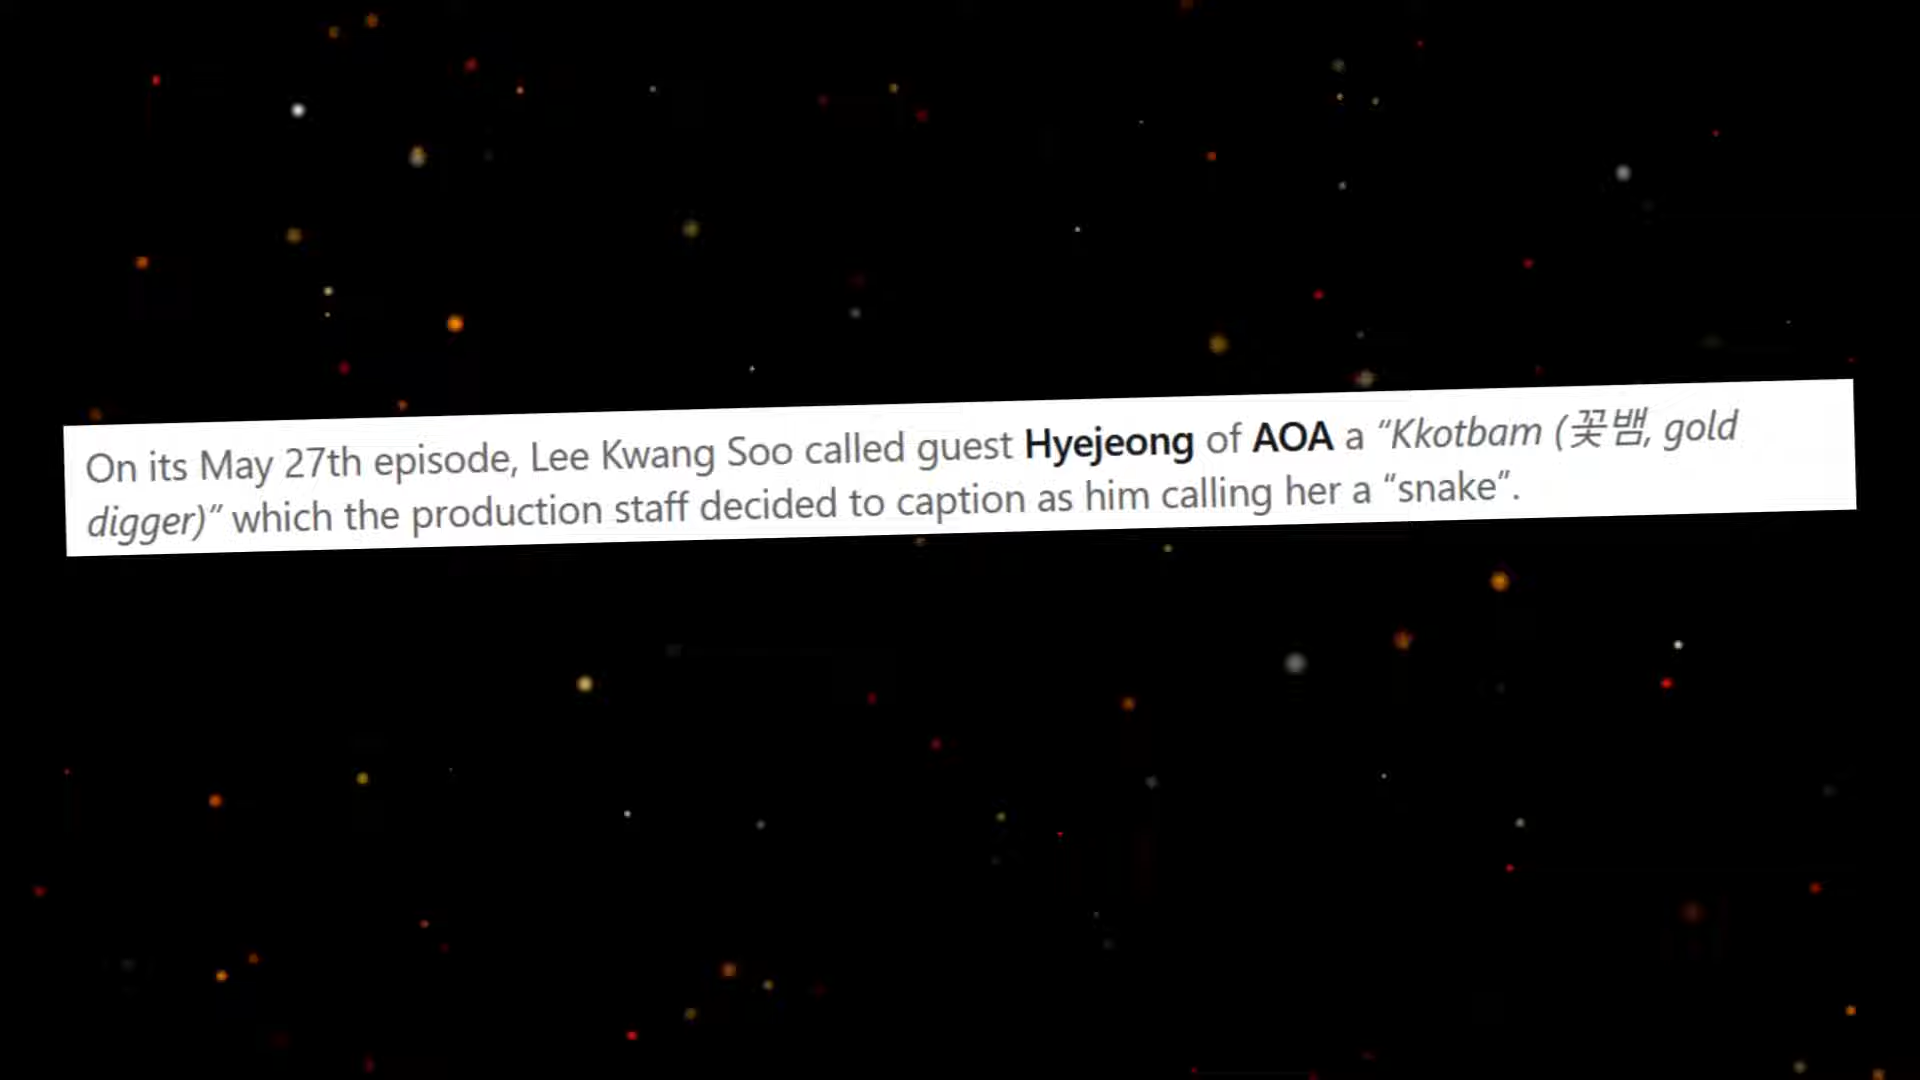 On its May 27th episode, Lee Kwang Soo called guest Hyejeong of AOA a “Kkotbam (꽃뱀, gold
digger)” which the production staff decided to caption as him calling her a “snake”.